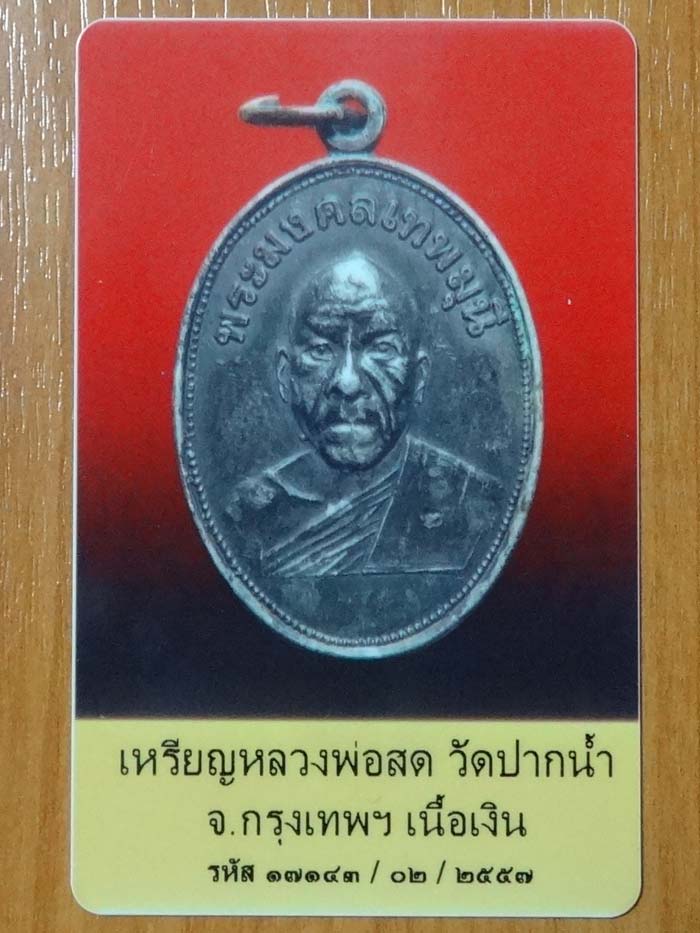 พระมงคลเทพมุนี
เหรียญหลวงพ่อสด วัดปากน้ำ
จ.กรุงเทพฯ เนื้อเงิน
รหัส ๑๗๑๔๓ / ๐๒ / ๒๕๕๗